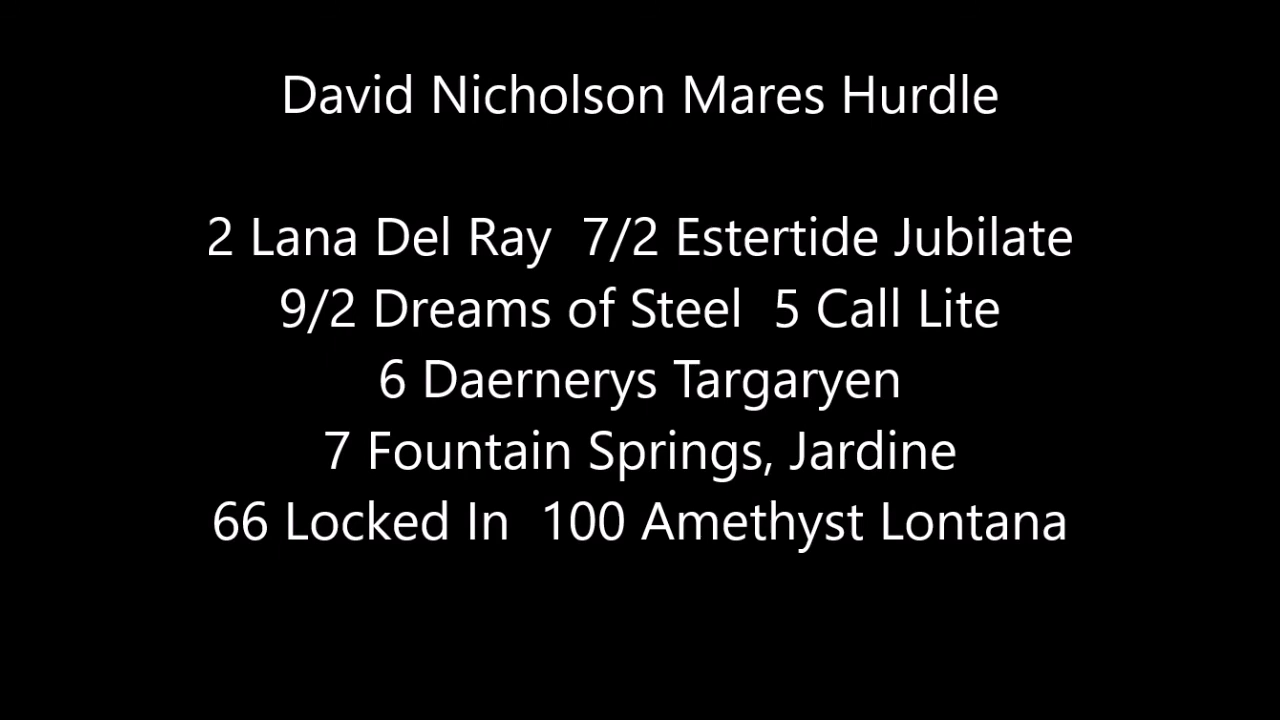 David Nicholson Mares Hurdle
2 Lana Del Ray  7/2 Estertide Jubilate
9/2 Dreams of Steel  5 Call Lite
6 Daernerys Targaryen
7 Fountain Springs, Jardine
66 Locked In  100 Amethyst Lontana